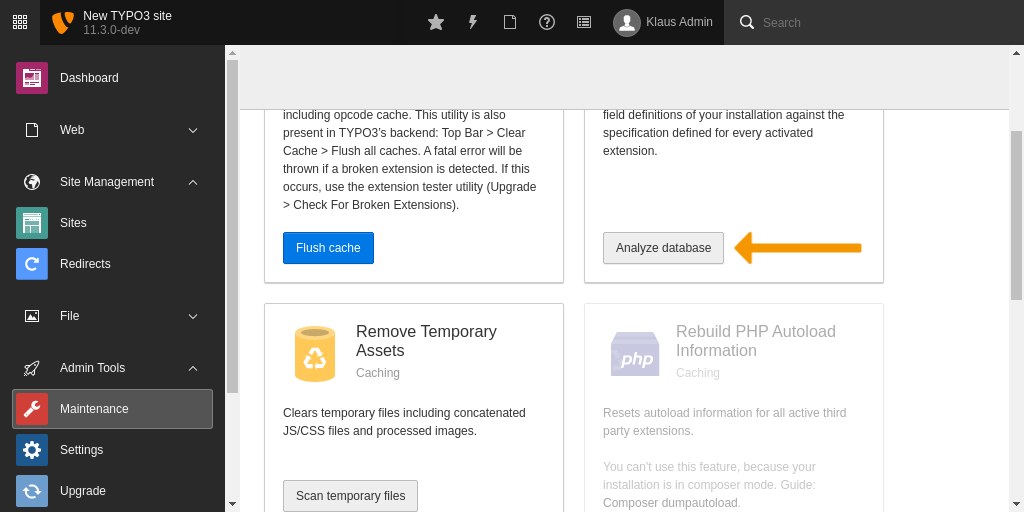 New TYPO3 site
11.3.0-dev
Klaus Admin
Search
Dashboard
Web
Site Management
Sites
Redirects
File
Admin Tools
Maintenance
Settings
Upgrade
including opcode cache. This utility is also
present in TYPO3's backend: Top Bar > Clear
Cache > Flush all caches. A fatal error will be
thrown if a broken extension is detected. If this
occurs, use the extension tester utility (Upgrade
> Check For Broken Extensions).
Flush cache
field definitions of your installation against the
specification defined for every activated
extension.
Analyze database
Remove Temporary
Assets
Caching
Clears temporary files including concatenated
JS/CSS files and processed images.
Scan temporary files
php
Rebuild PHP Autoload
Information
Caching
Resets autoload information for all active third
party extensions.
You can't use this feature, because your
installation is in composer mode. Guide:
Composer dumpautoload.